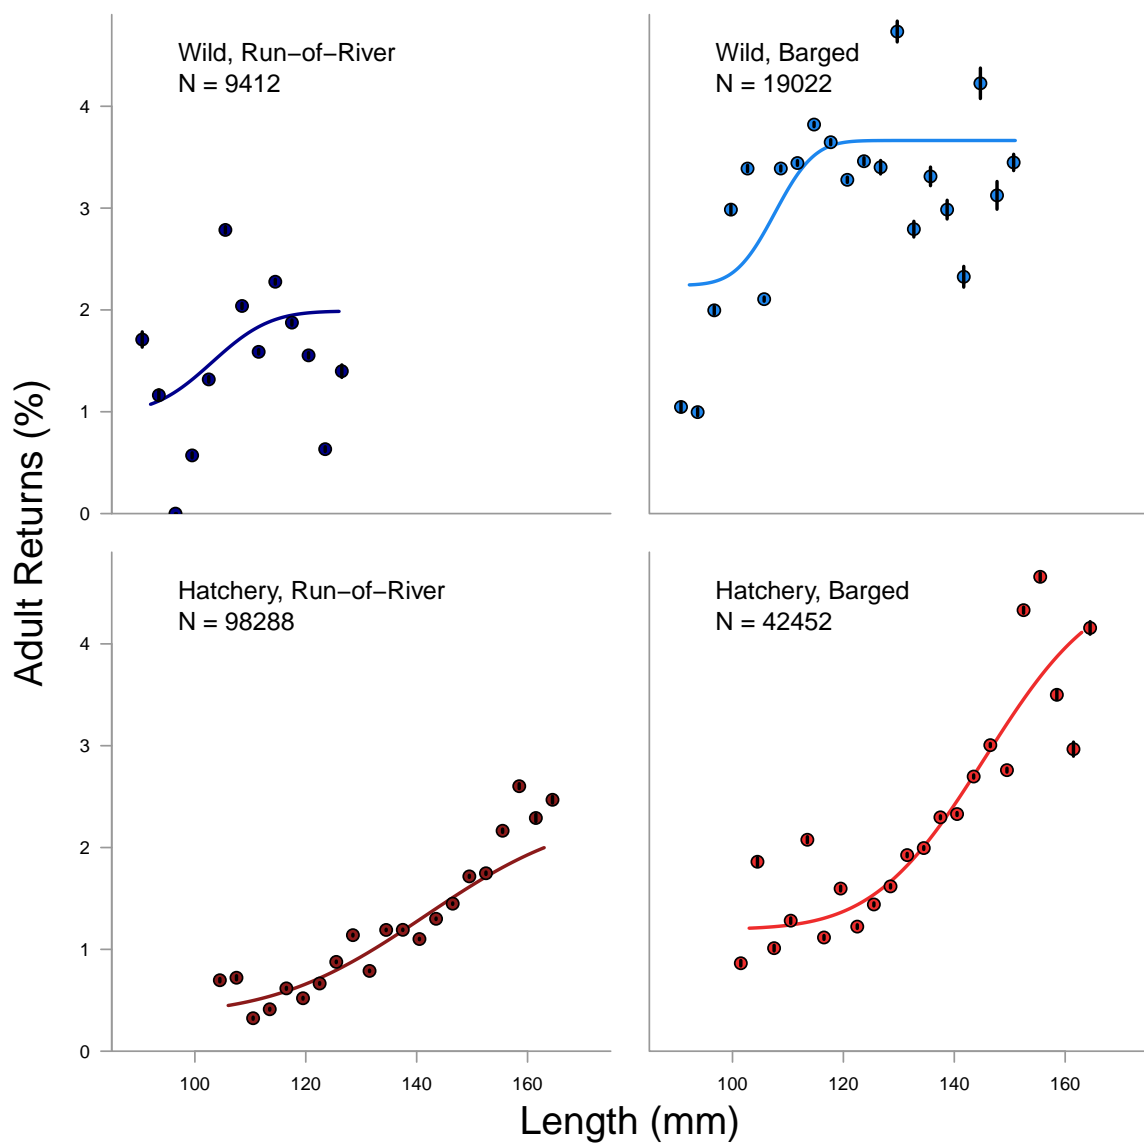 Wild, Run−of−River
N = 9412
Wild, Barged
N = 19022
4
3
2
1
0
Adult Returns (%)
Hatchery, Run−of−River
N = 98288
Hatchery, Barged
N = 42452
4
3
2
1
0
100 120 140 160
100 120 140 160
Length (mm)